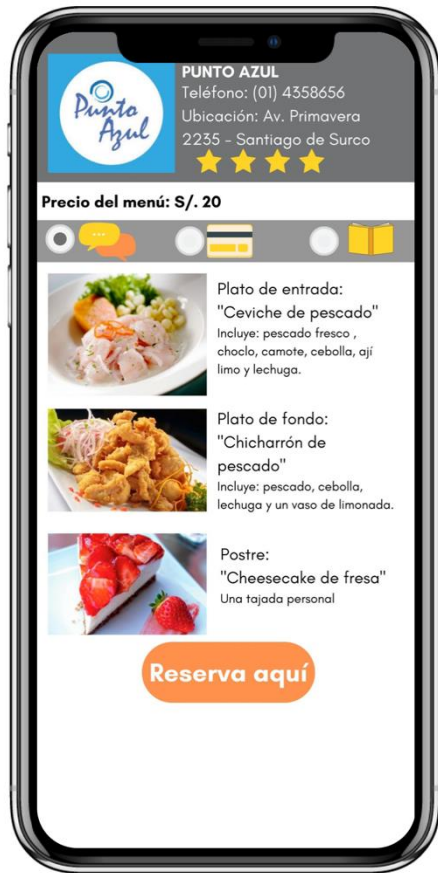 PUNTO AZUL
Punto
Azul
Teléfono: (01) 4358656
Ubicación: Av. Primavera
2235 - Santiago de Surco
Precio del menú: S/. 20
Plato de entrada:
"Ceviche de pescado"
Incluye: pescado fresco ,
choclo, camote, cebolla, ají
limo y lechuga.
Plato de fondo:
"Chicharrón de
pescado"
Incluye: pescado, cebolla,
lechuga y un vaso de limonada.
Postre:
"Cheesecake de fresa"
Una tajada personal
Reserva aquí